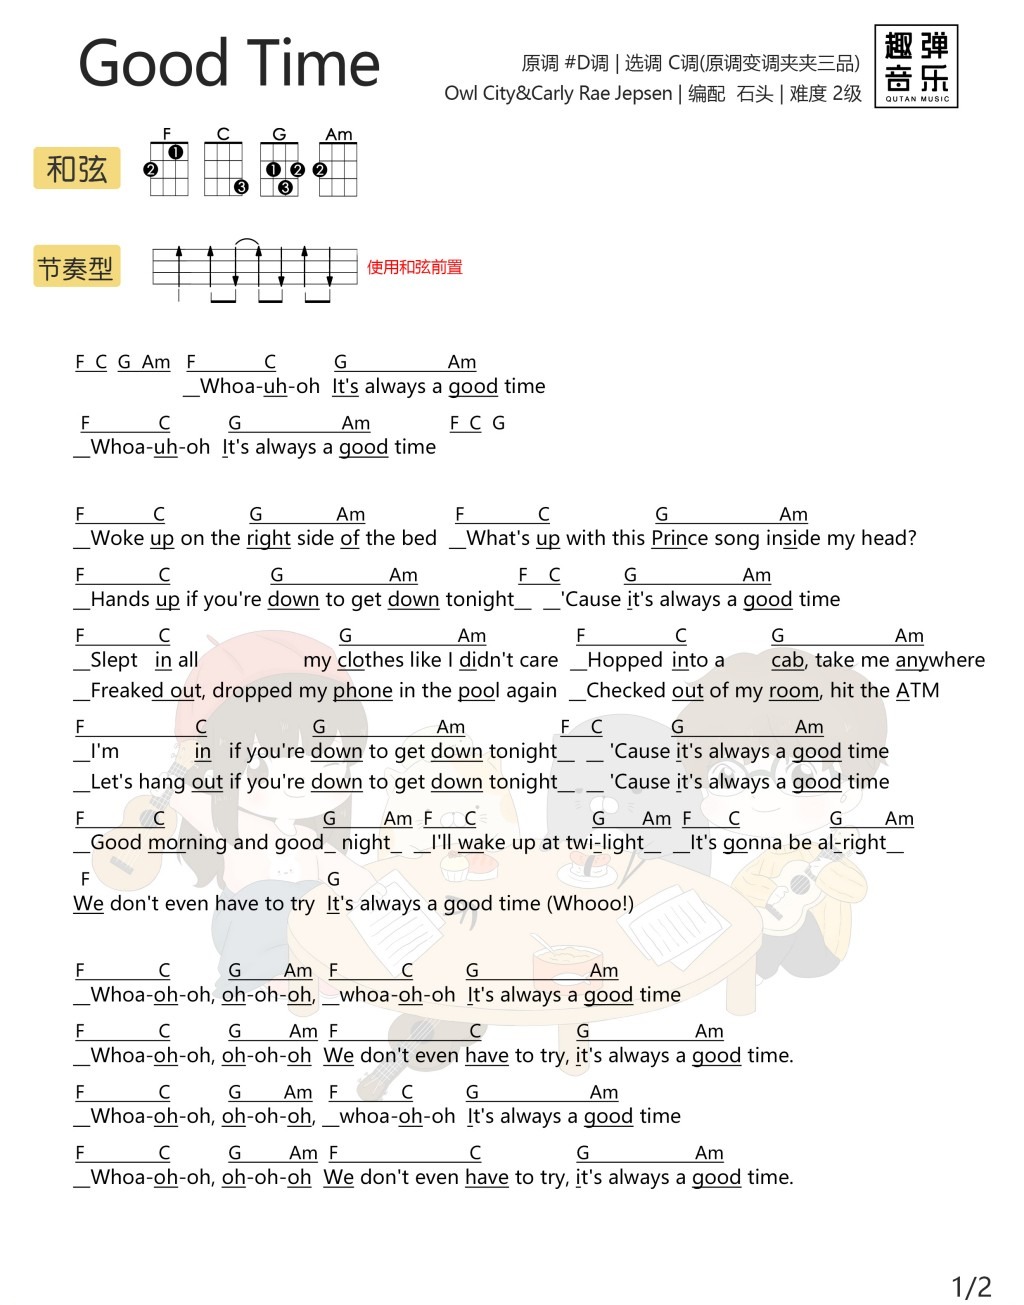 Good Time
原调 #D调 | 选调 C调(原调变调夹夹三品)
Owl City&Carly Rae Jepsen | 编配 石头 | 难度 2级
趣弹
音乐
QUTAN MUSIC
和弦
F C G Am
1 2 3 1 2 3 2
节奏型
使用和弦前置
F C G Am F C G Am
__Whoa-uh-oh It's always a good time
F C G Am F C G
__Whoa-uh-oh It's always a good time
F C G Am F C G Am
__Woke up on the right side of the bed __What's up with this Prince song inside my head?
F C G Am F C G Am
__Hands up if you're down to get down tonight__ __'Cause it's always a good time
F C G Am F C G Am
__Slept in all my clothes like I didn't care __Hopped into a cab, take me anywhere
__Freaked out, dropped my phone in the pool again __Checked out of my room, hit the ATM
F C G Am F C G Am
__I'm in if you're down to get down tonight__ __ 'Cause it's always a good time
__Let's hang out if you're down to get down tonight__ __ 'Cause it's always a good time
F C G Am F C G Am F C G Am
__Good morning and good_ night_ __I'll wake up at twi-light__ __It's gonna be al-right__
F G
We don't even have to try It's always a good time (Whooo!)
F C G Am F C G Am
__Whoa-oh-oh, oh-oh-oh, __whoa-oh-oh It's always a good time
F C G Am F C G Am
__Whoa-oh-oh, oh-oh-oh We don't even have to try, it's always a good time.
F C G Am F C G Am
__Whoa-oh-oh, oh-oh-oh, __whoa-oh-oh It's always a good time
F C G Am F C G Am
__Whoa-oh-oh, oh-oh-oh We don't even have to try, it's always a good time.
1/2